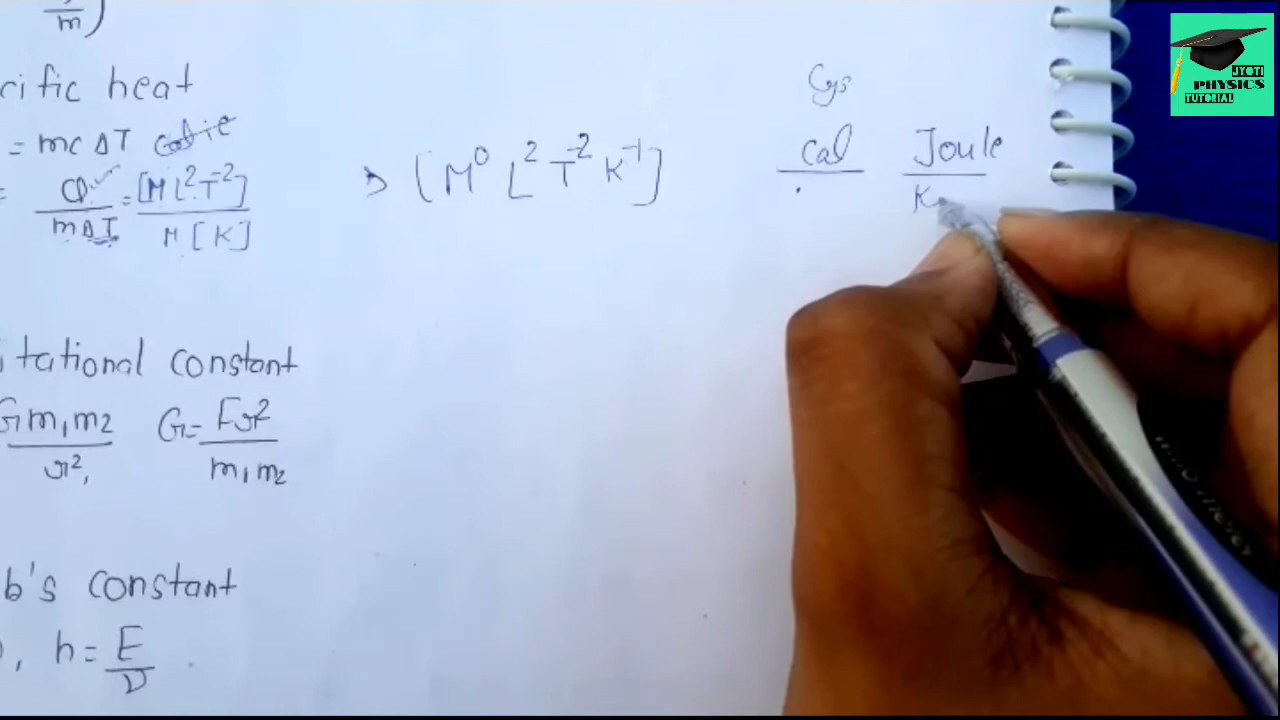 m)
cific heat
= mc ΔT
= Q / mΔT = [M L² T⁻²] / M [K]
[M⁰ L² T⁻² K⁻¹]
Cgs
cal Joule
K
itational constant
Gm₁m₂ / r² G = Fr² / m₁m₂
b's constant
, h = E / ν
JYOTI
PHYSICS
TUTORIAL